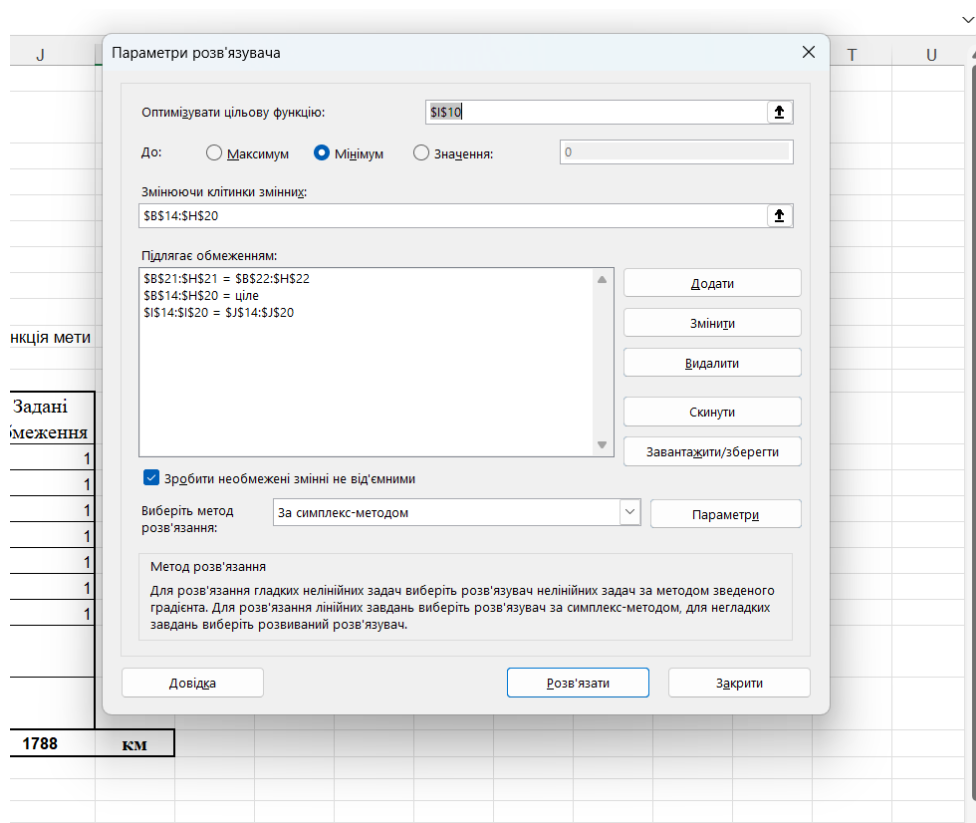 J
T
U
Параметри розв'язувача
Оптимізувати цільову функцію:
$I$10
До:
Максимум
Мінімум
Значення:
0
Змінюючи клітинки змінних:
$B$14:$H$20
Підлягає обмеженням:
$B$21:$H$21 = $B$22:$H$22
$B$14:$H$20 = ціле
$I$14:$I$20 = $J$14:$J$20
Додати
Змінити
Видалити
Скинути
Завантажити/зберегти
нкція мети
Задані
меження
1
1
1
1
1
1
1
Зробити необмежені змінні не від'ємними
Виберіть метод
розв'язання:
За симплекс-методом
Параметри
Метод розв'язання
Для розв'язання гладких нелінійних задач виберіть розв'язувач нелінійних задач за методом зведеного
градієнта. Для розв'язання лінійних завдань виберіть розв'язувач за симплекс-методом, для негладких
завдань виберіть розвиваний розв'язувач.
Довідка
Розв'язати
Закрити
1788
км